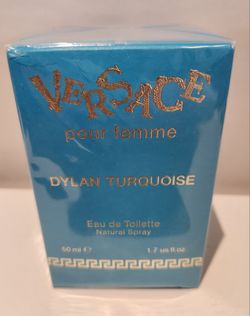 VERSACE
pour femme
DYLAN TURQUOISE
Eau de Toilette
Natural Spray
50 ml ℮ 1.7 us fl.oz.